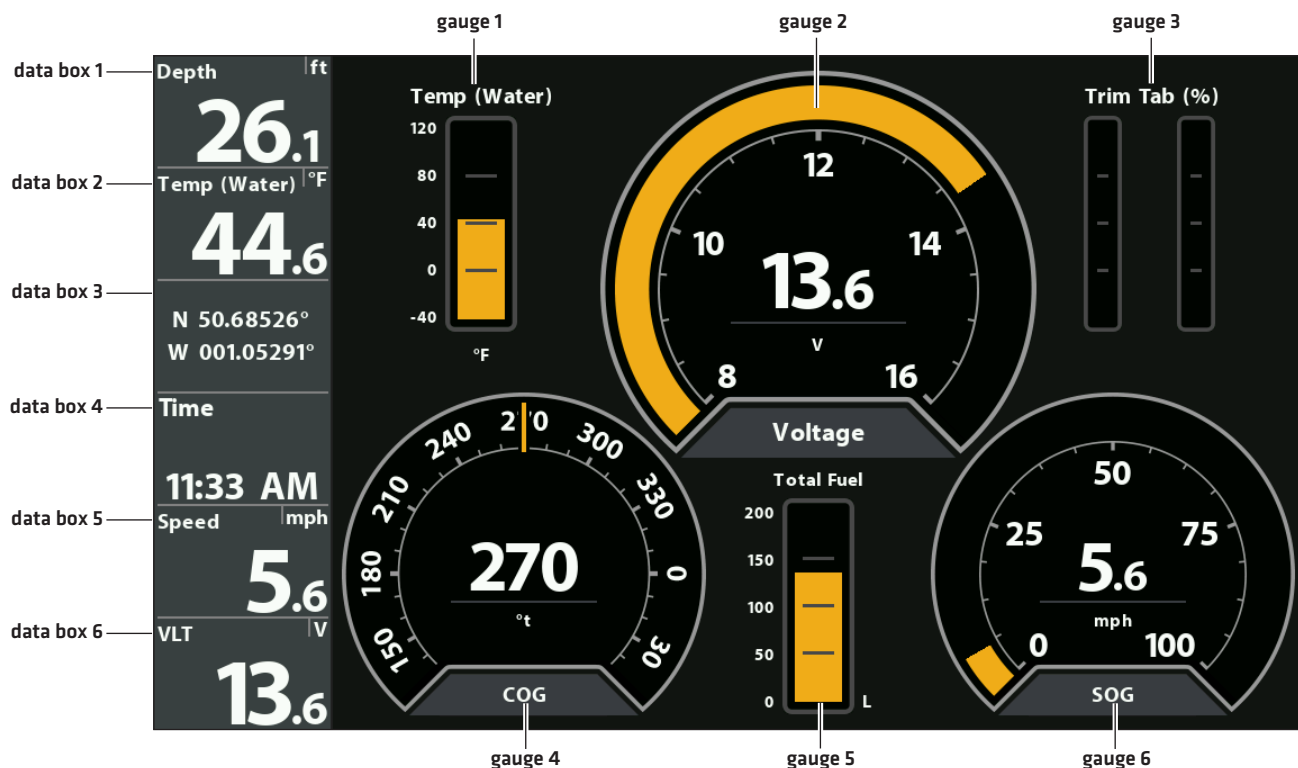 gauge 1
gauge 2
gauge 3
data box 1
Depth ft
26.1
data box 2
Temp (Water) °F
44.6
data box 3
N 50.68526°
W 001.05291°
data box 4
Time
11:33 AM
data box 5
Speed mph
5.6
data box 6
VLT V
13.6
Temp (Water)
120
80
40
0
-40
°F
8
10
12
14
16
13.6
V
Voltage
Trim Tab (%)
150
180
210
240
270
300
330
0
30
270
°t
COG
Total Fuel
200
150
100
50
0
L
0
25
50
75
100
5.6
mph
SOG
gauge 4
gauge 5
gauge 6